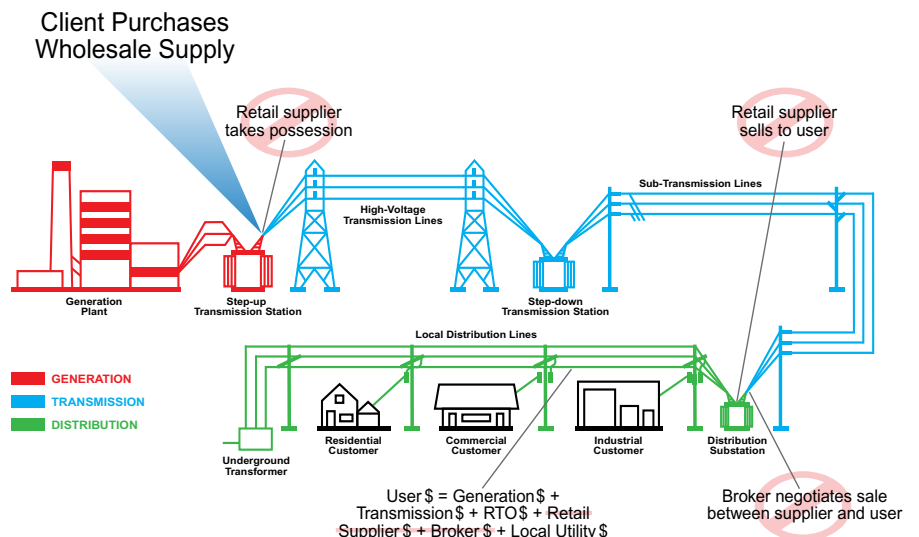 Client Purchases
Wholesale Supply
Retail supplier
takes possession
Retail supplier
sells to user
Sub-Transmission Lines
High-Voltage
Transmission Lines
Generation
Plant
Step-up
Transmission Station
Step-down
Transmission Station
Local Distribution Lines
GENERATION
TRANSMISSION
DISTRIBUTION
Underground
Transformer
Residential
Customer
Commercial
Customer
Industrial
Customer
Distribution
Substation
User $ = Generation $ +
Transmission $ + RTO $ + Retail
Supplier $ + Broker $ + Local Utility $
Broker negotiates sale
between supplier and user